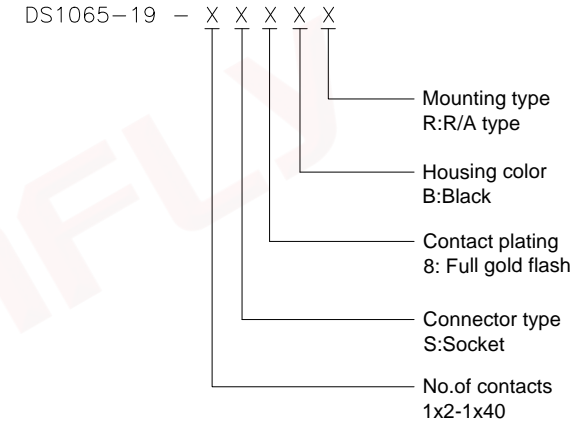 DS1065-19 - X X X X X
Mounting type
R:R/A type
Housing color
B:Black
Contact plating
8: Full gold flash
Connector type
S:Socket
No.of contacts
1x2-1x40